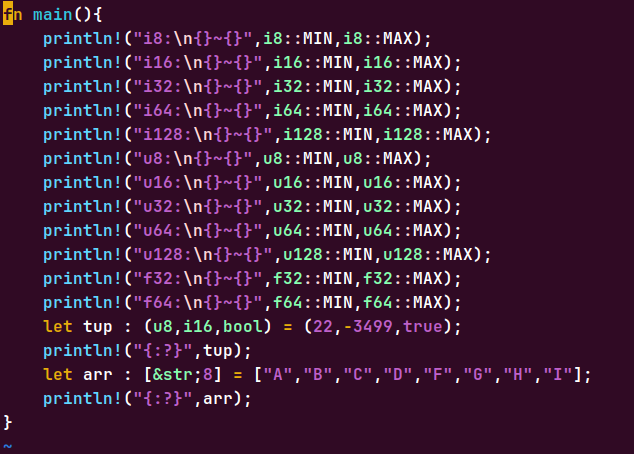 fn main(){
    println!("i8:\n{}~{}",i8::MIN,i8::MAX);
    println!("i16:\n{}~{}",i16::MIN,i16::MAX);
    println!("i32:\n{}~{}",i32::MIN,i32::MAX);
    println!("i64:\n{}~{}",i64::MIN,i64::MAX);
    println!("i128:\n{}~{}",i128::MIN,i128::MAX);
    println!("u8:\n{}~{}",u8::MIN,u8::MAX);
    println!("u16:\n{}~{}",u16::MIN,u16::MAX);
    println!("u32:\n{}~{}",u32::MIN,u32::MAX);
    println!("u64:\n{}~{}",u64::MIN,u64::MAX);
    println!("u128:\n{}~{}",u128::MIN,u128::MAX);
    println!("f32:\n{}~{}",f32::MIN,f32::MAX);
    println!("f64:\n{}~{}",f64::MIN,f64::MAX);
    let tup : (u8,i16,bool) = (22,-3499,true);
    println!("{:?}",tup);
    let arr : [&str;8] = ["A","B","C","D","F","G","H","I"];
    println!("{:?}",arr);
}
~